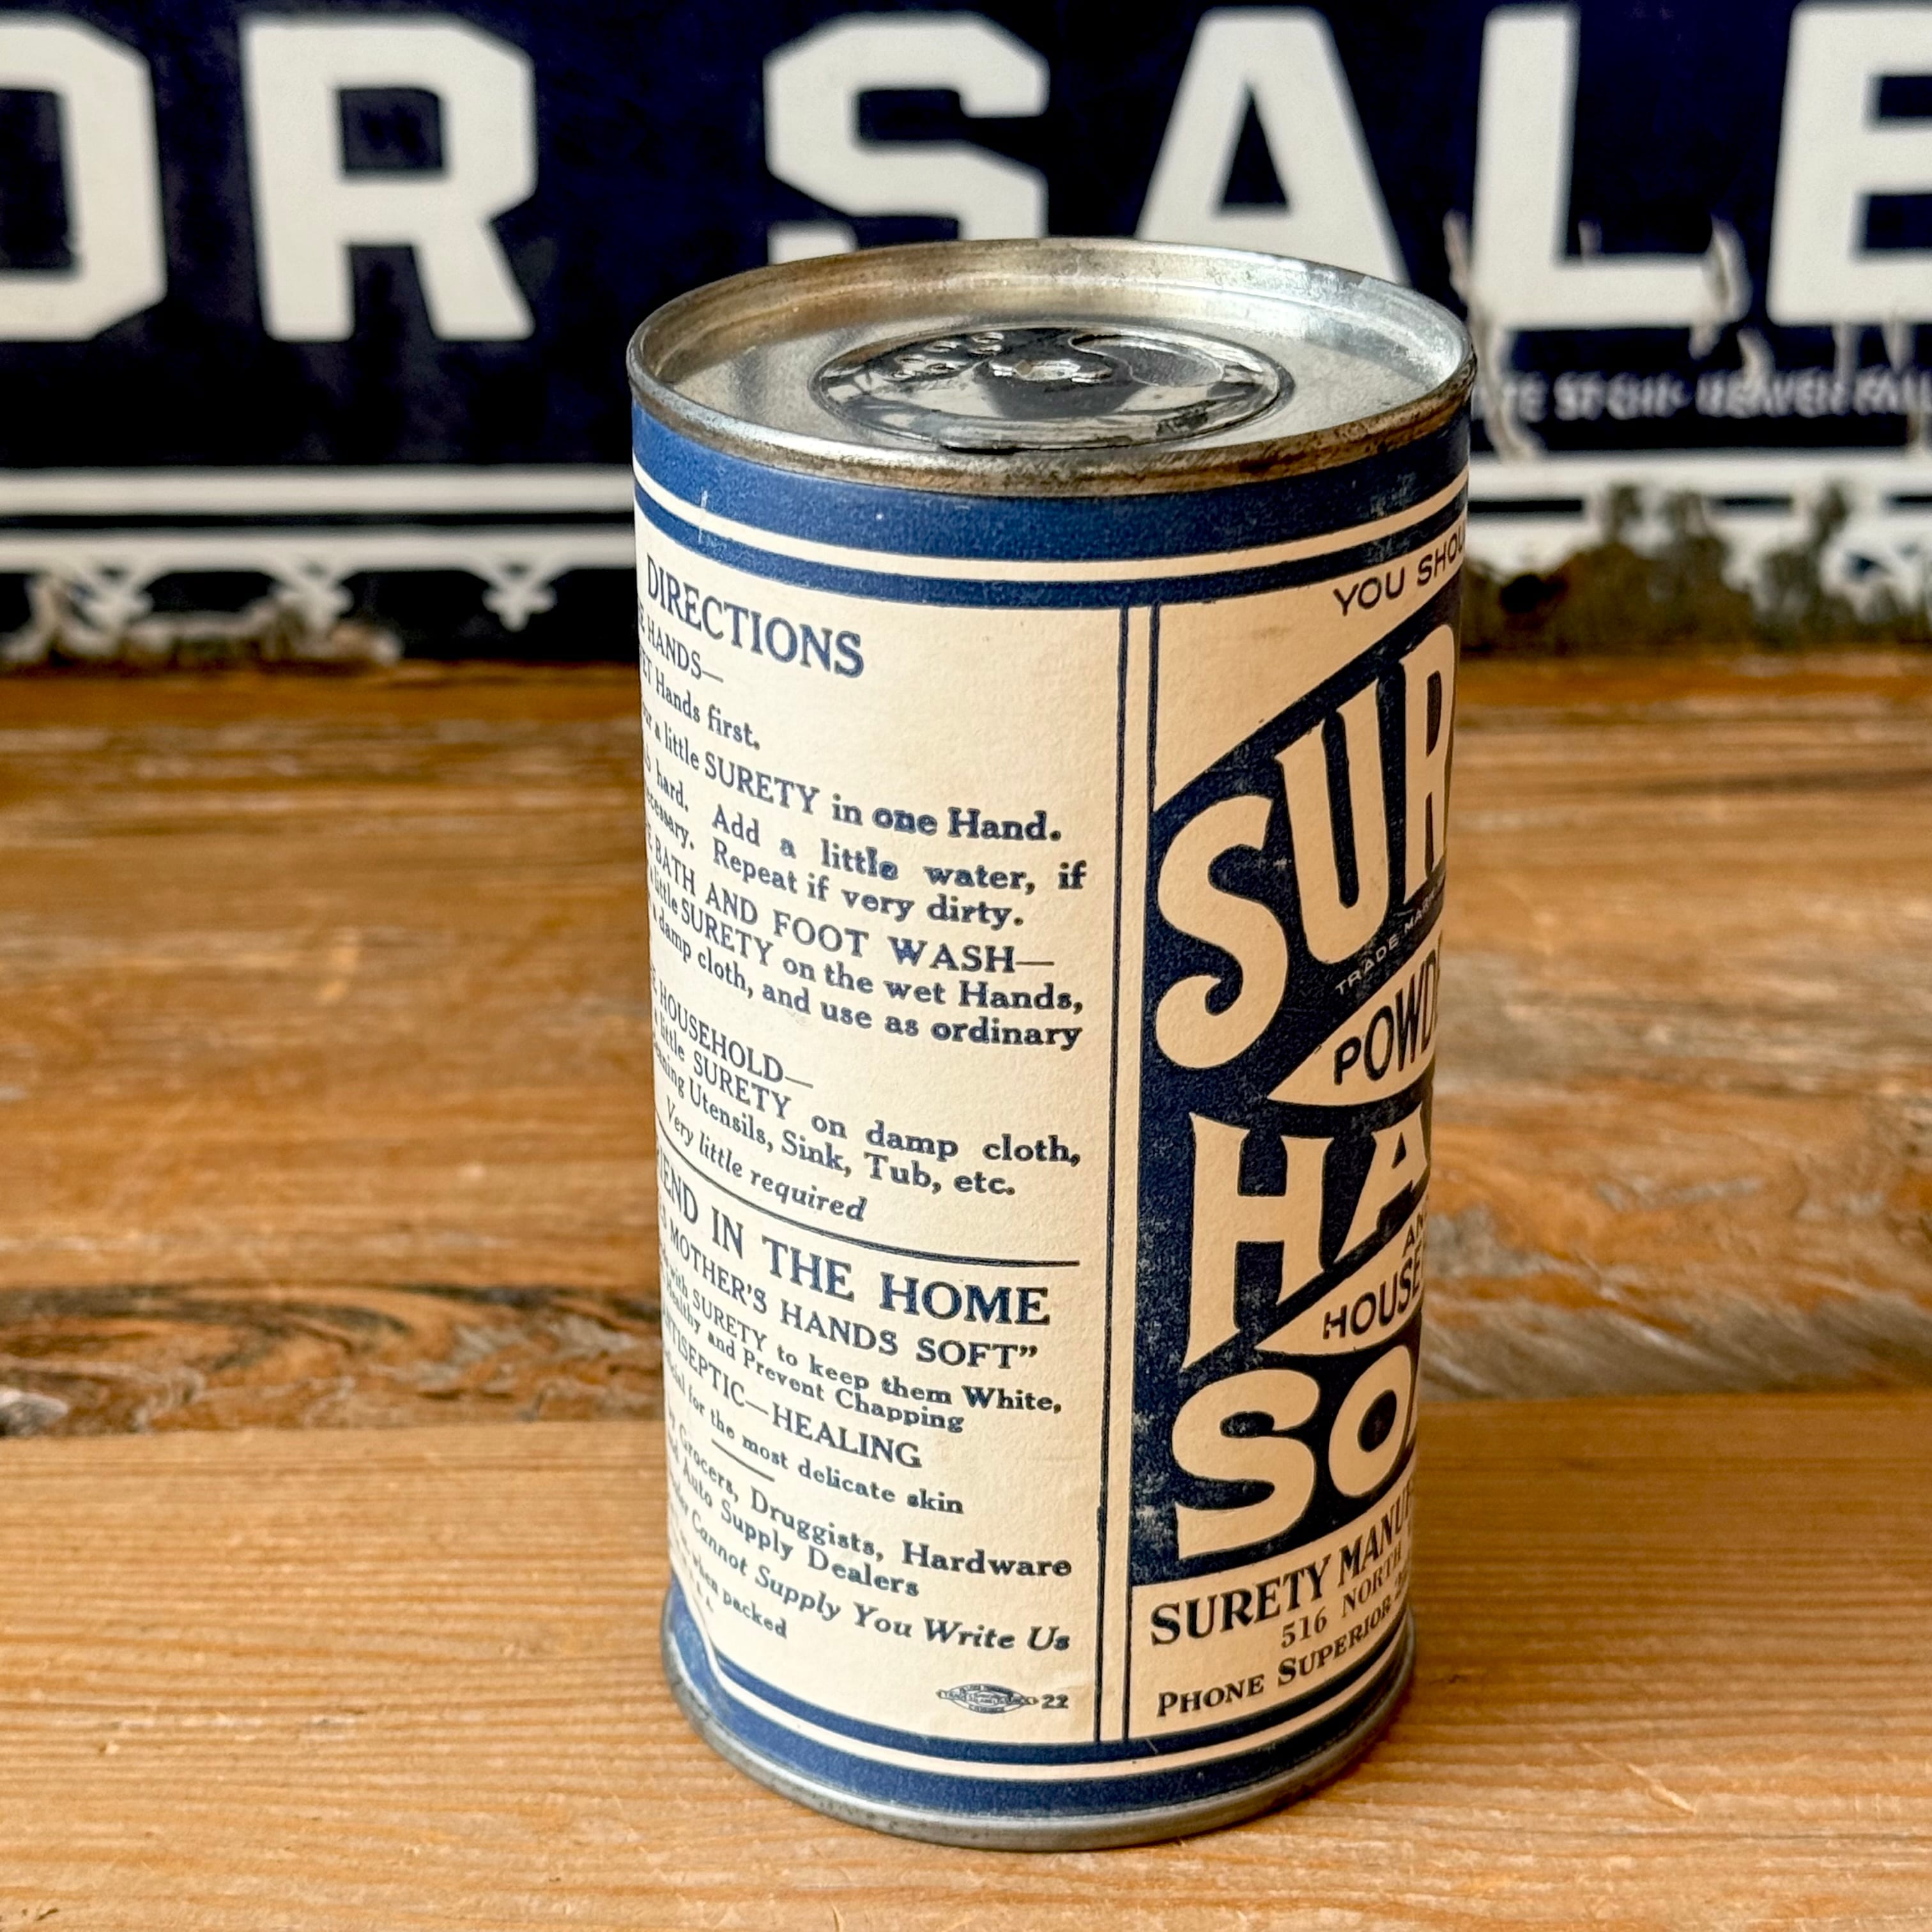 OR SALE
DIRECTIONS
HANDS—
Hands first.
a little SURETY in one Hand.
hard. Add a little water, if
necessary. Repeat if very dirty.
BATH AND FOOT WASH—
little SURETY on the wet Hands,
damp cloth, and use as ordinary
HOUSEHOLD—
little SURETY on damp cloth,
Utensils, Sink, Tub, etc.
Very little required
IEND IN THE HOME
MOTHER'S HANDS SOFT"
with SURETY to keep them White,
Healthy and Prevent Chapping
ANTISEPTIC—HEALING
for the most delicate skin
Grocers, Druggists, Hardware
Auto Supply Dealers
Cannot Supply You Write Us
when packed
22
YOU SHOU
SUR
TRADE MARK
POWD
HA
AN
HOUSE
SO
SURETY MANUF
516 NORTH
PHONE SUPERIOR